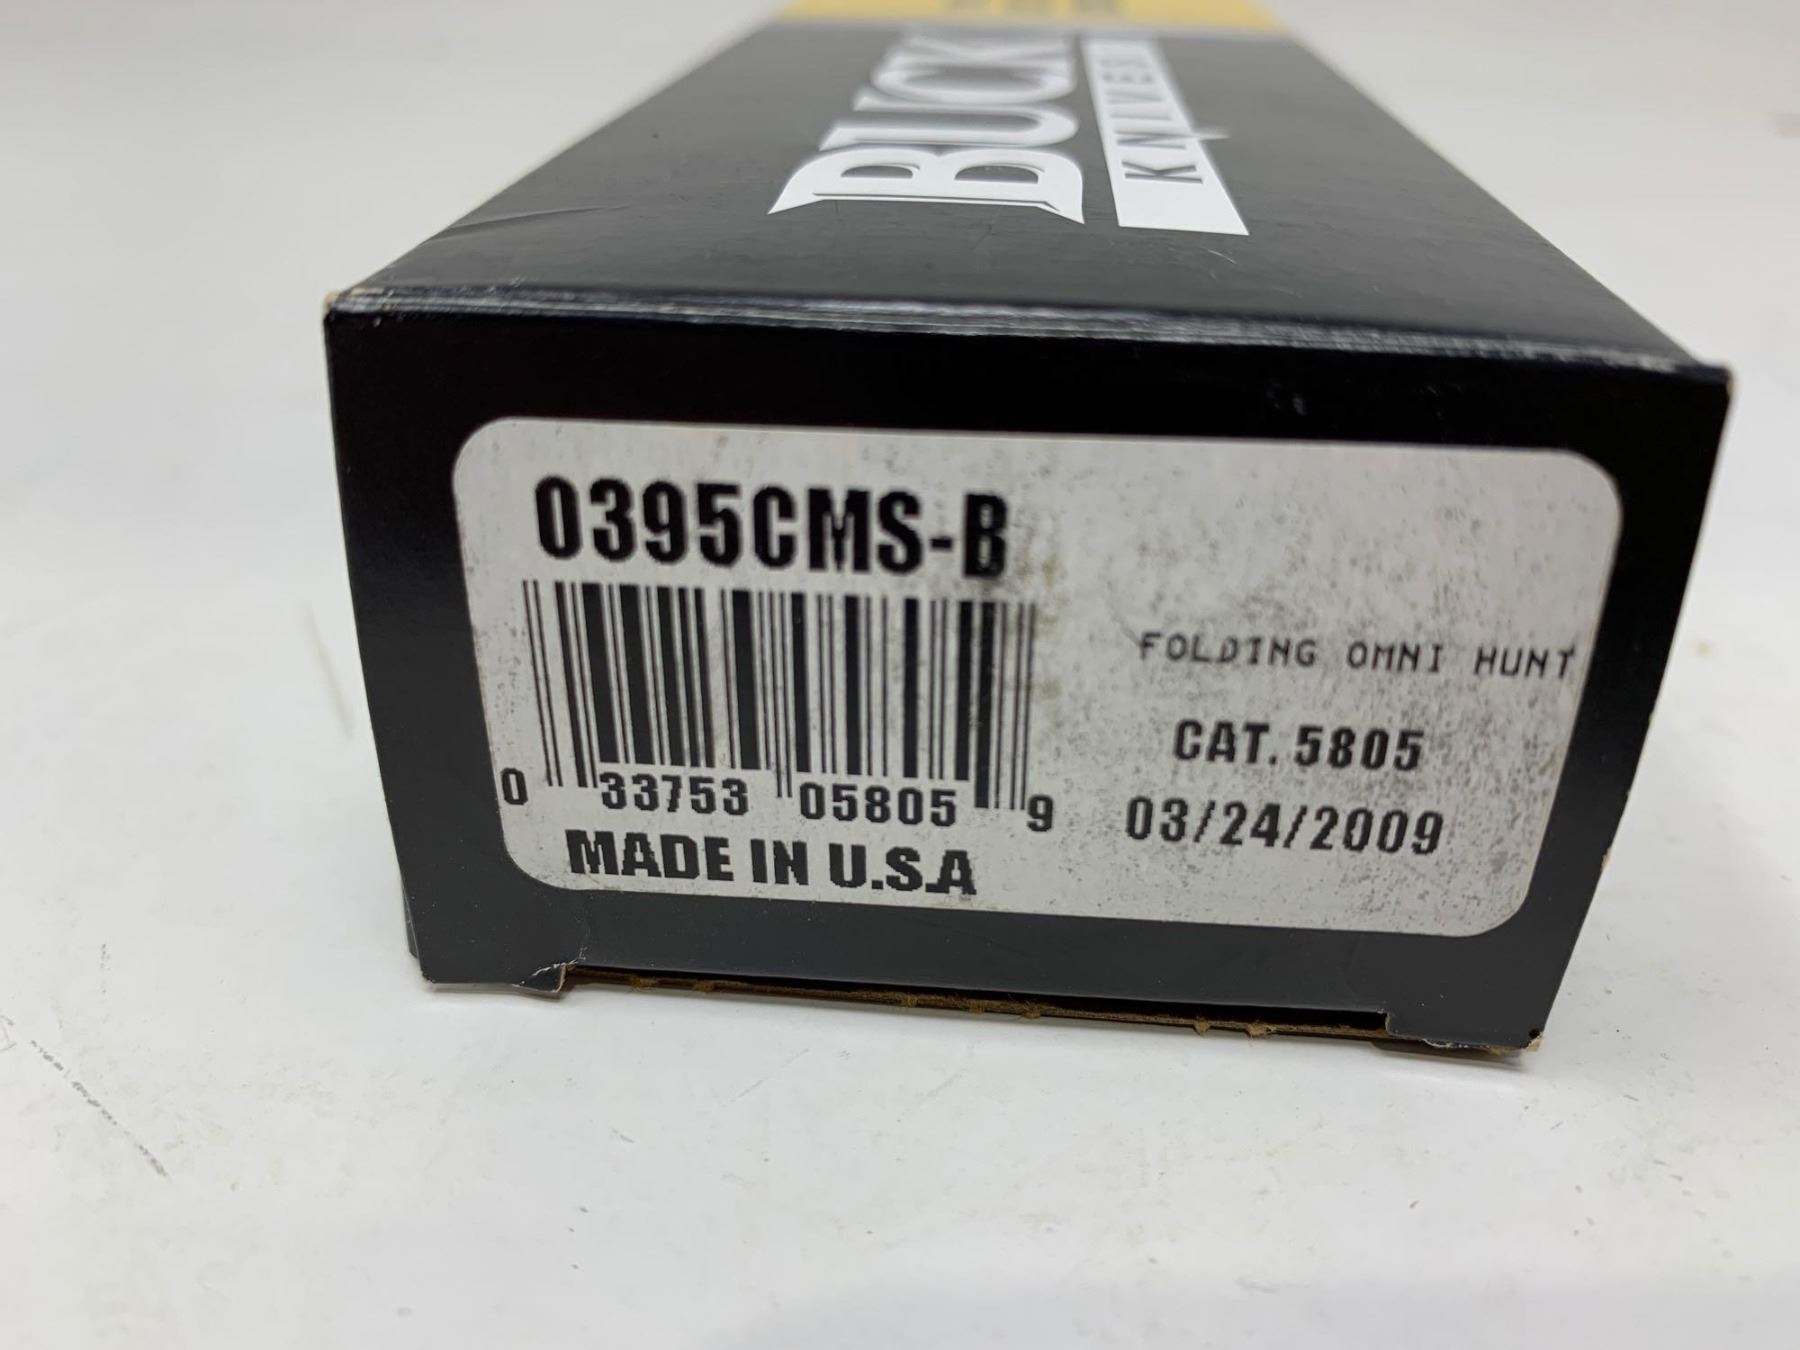 BUCK
KNIVES
0395CMS-B
0 33753 05805 9
MADE IN U.S.A
FOLDING OMNI HUNT
CAT. 5805
03/24/2009